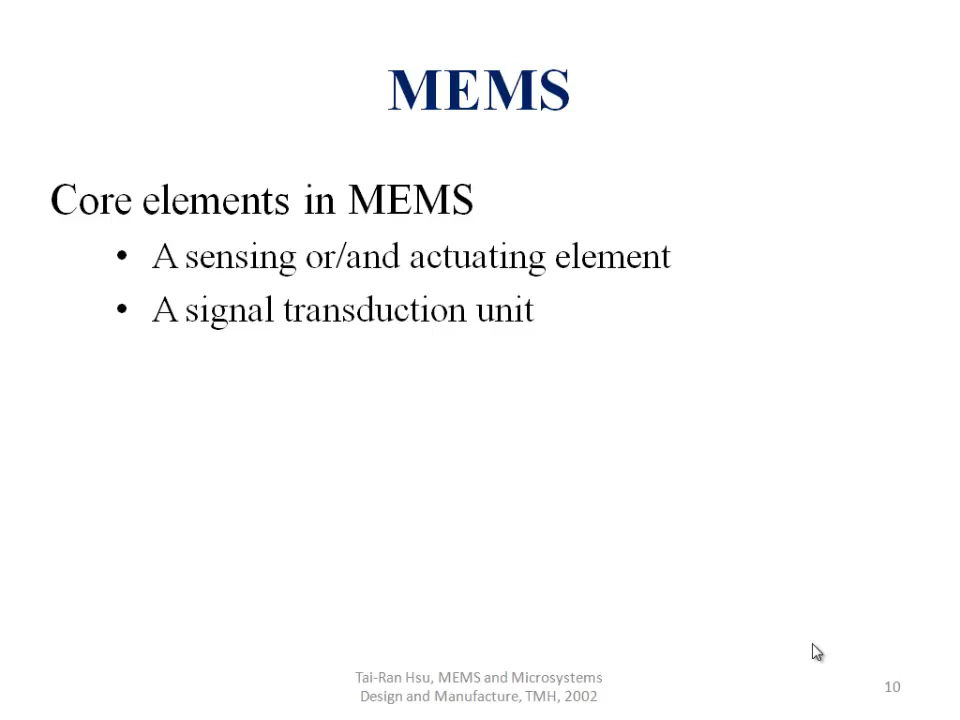 MEMS
Core elements in MEMS
• A sensing or/and actuating element
• A signal transduction unit
Tai-Ran Hsu, MEMS and Microsystems
Design and Manufacture, TMH, 2002
10